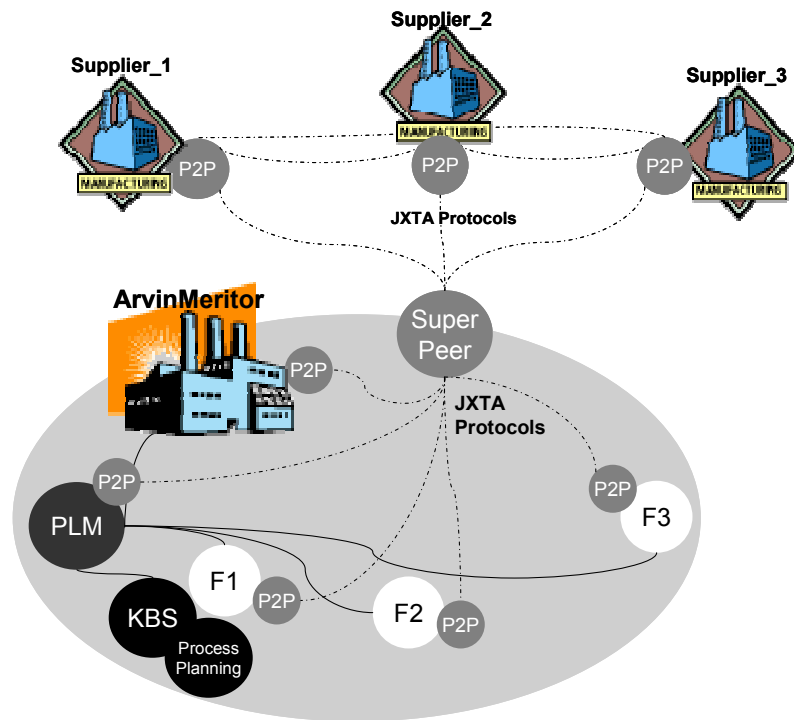 Supplier_2
Supplier_1
Supplier_3
MANUFACTURING
P2P
P2P
P2P
MANUFACTURING
MANUFACTURING
JXTA Protocols
ArvinMeritor
Super
Peer
P2P
JXTA
Protocols
P2P
P2P
PLM
F3
F1
P2P
F2
P2P
KBS
Process
Planning